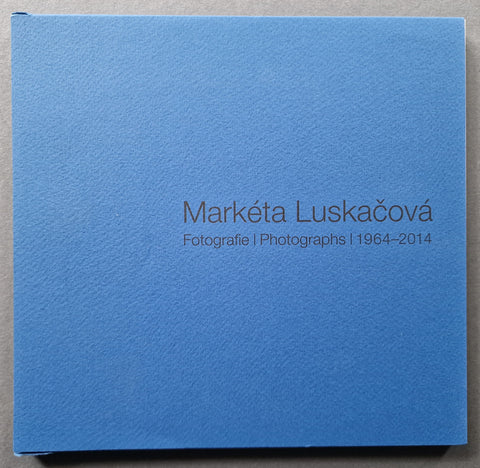 Markéta Luskačová
Fotografie | Photographs | 1964–2014